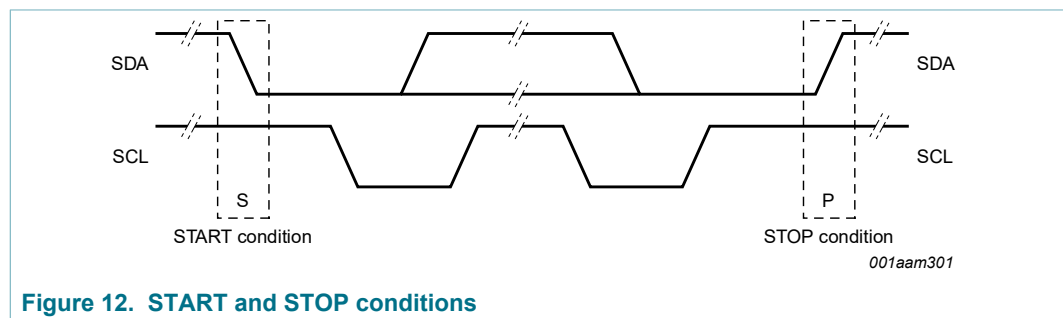 SDA SDA
SCL SCL
S P
START condition STOP condition
001aam301
Figure 12. START and STOP conditions